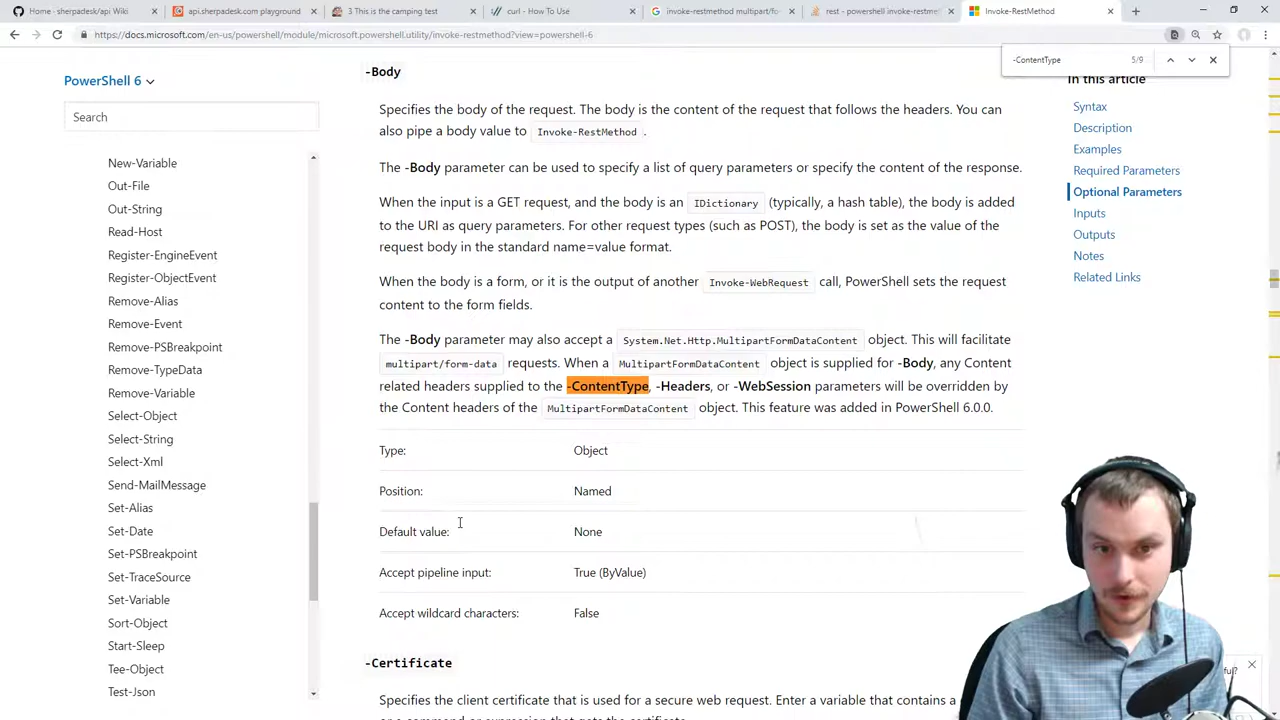 Home · sherpadesk/api Wiki
api.sherpadesk.com playground
3 This is the camping test
curl - How To Use
invoke-restmethod multipart/fo
rest - powershell invoke-restmet
Invoke-RestMethod
https://docs.microsoft.com/en-us/powershell/module/microsoft.powershell.utility/invoke-restmethod?view=powershell-6
-ContentType 5/9
PowerShell 6
Search
New-Variable
Out-File
Out-String
Read-Host
Register-EngineEvent
Register-ObjectEvent
Remove-Alias
Remove-Event
Remove-PSBreakpoint
Remove-TypeData
Remove-Variable
Select-Object
Select-String
Select-Xml
Send-MailMessage
Set-Alias
Set-Date
Set-PSBreakpoint
Set-TraceSource
Set-Variable
Sort-Object
Start-Sleep
Tee-Object
Test-Json
-Body
Specifies the body of the request. The body is the content of the request that follows the headers. You can
also pipe a body value to Invoke-RestMethod .
The -Body parameter can be used to specify a list of query parameters or specify the content of the response.
When the input is a GET request, and the body is an IDictionary (typically, a hash table), the body is added
to the URI as query parameters. For other request types (such as POST), the body is set as the value of the
request body in the standard name=value format.
When the body is a form, or it is the output of another Invoke-WebRequest call, PowerShell sets the request
content to the form fields.
The -Body parameter may also accept a System.Net.Http.MultipartFormDataContent object. This will facilitate
multipart/form-data requests. When a MultipartFormDataContent object is supplied for -Body, any Content
related headers supplied to the -ContentType, -Headers, or -WebSession parameters will be overridden by
the Content headers of the MultipartFormDataContent object. This feature was added in PowerShell 6.0.0.
Type: Object
Position: Named
Default value: None
Accept pipeline input: True (ByValue)
Accept wildcard characters: False
-Certificate
Specifies the client certificate that is used for a secure web request. Enter a variable that contains a
In this article
Syntax
Description
Examples
Required Parameters
Optional Parameters
Inputs
Outputs
Notes
Related Links